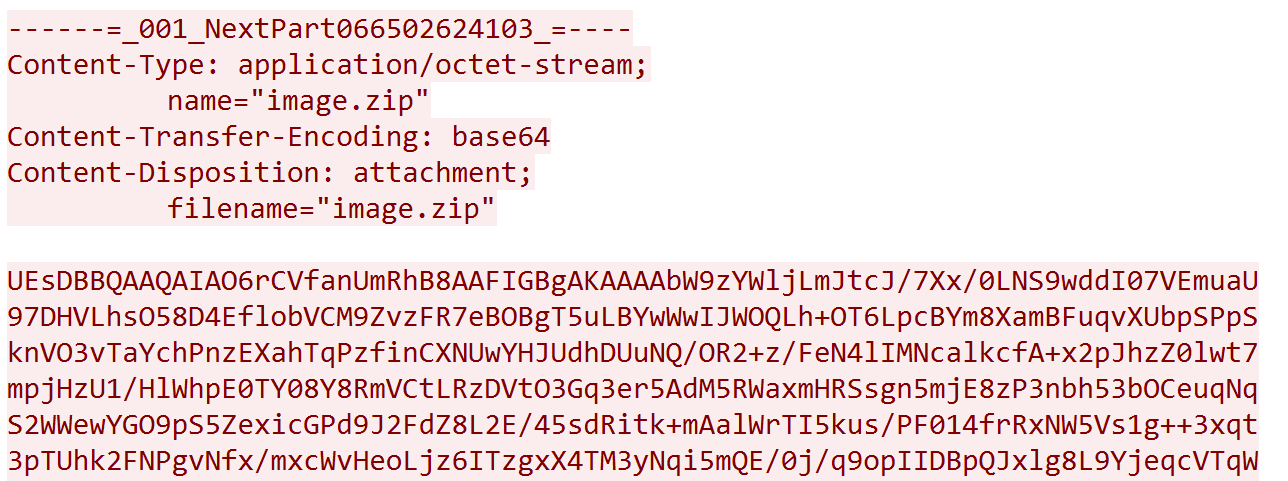 ------=_001_NextPart066502624103_=----
Content-Type: application/octet-stream;
name="image.zip"
Content-Transfer-Encoding: base64
Content-Disposition: attachment;
filename="image.zip"
UEsDBBQAAQAIAO6rCVfanUmRhB8AAFIGBgAKAAAAbW9zYWljLmJtcJ/7Xx/0LNS9wddI07VEmuaU
97DHVLhsO58D4EflobVCM9ZvzFR7eBOBgT5uLBYwWwIJWOQLh+OT6LpcBYm8XamBFuqvXUbpSPpS
knVO3vTaYchPnzEXahTqPzfinCXNUwYHJUdhDUuNQ/OR2+z/FeN4lIMNcalkcfA+x2pJhzZ0lwt7
mpjHzU1/HlWhpE0TY08Y8RmVCtLRzDVtO3Gq3er5AdM5RWaxmHRSsgn5mjE8zP3nbh53bOCeuqNq
S2WWewYGO9pS5ZexicGPd9J2FdZ8L2E/45sdRitk+mAalWrTI5kus/PF014frRxNW5Vs1g++3xqt
3pTUhk2FNPgvNfx/mxcWvHeoLjz6ITzgxX4TM3yNqi5mQE/0j/q9opIIDBpQJxlg8L9YjeqcVTqW